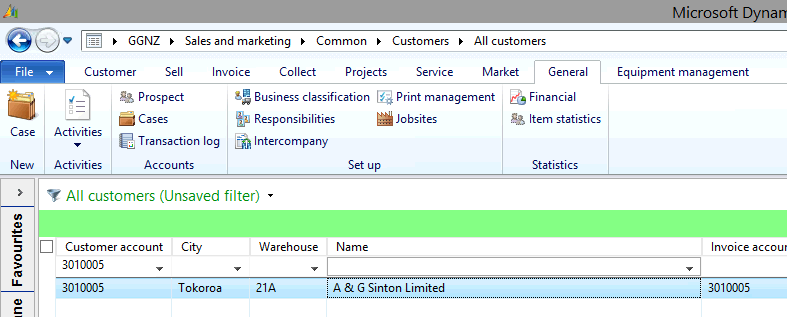 Microsoft Dynam
GGNZ Sales and marketing Common Customers All customers
File Customer Sell Invoice Collect Projects Service Market General Equipment management
Case
New
Activities
Activities
Prospect
Cases
Transaction log
Accounts
Business classification Print management
Responsibilities Jobsites
Intercompany
Set up
Financial
Item statistics
Statistics
All customers (Unsaved filter)
Favourites
Customer account City Warehouse Name Invoice accoun
3010005
3010005 Tokoroa 21A A & G Sinton Limited 3010005